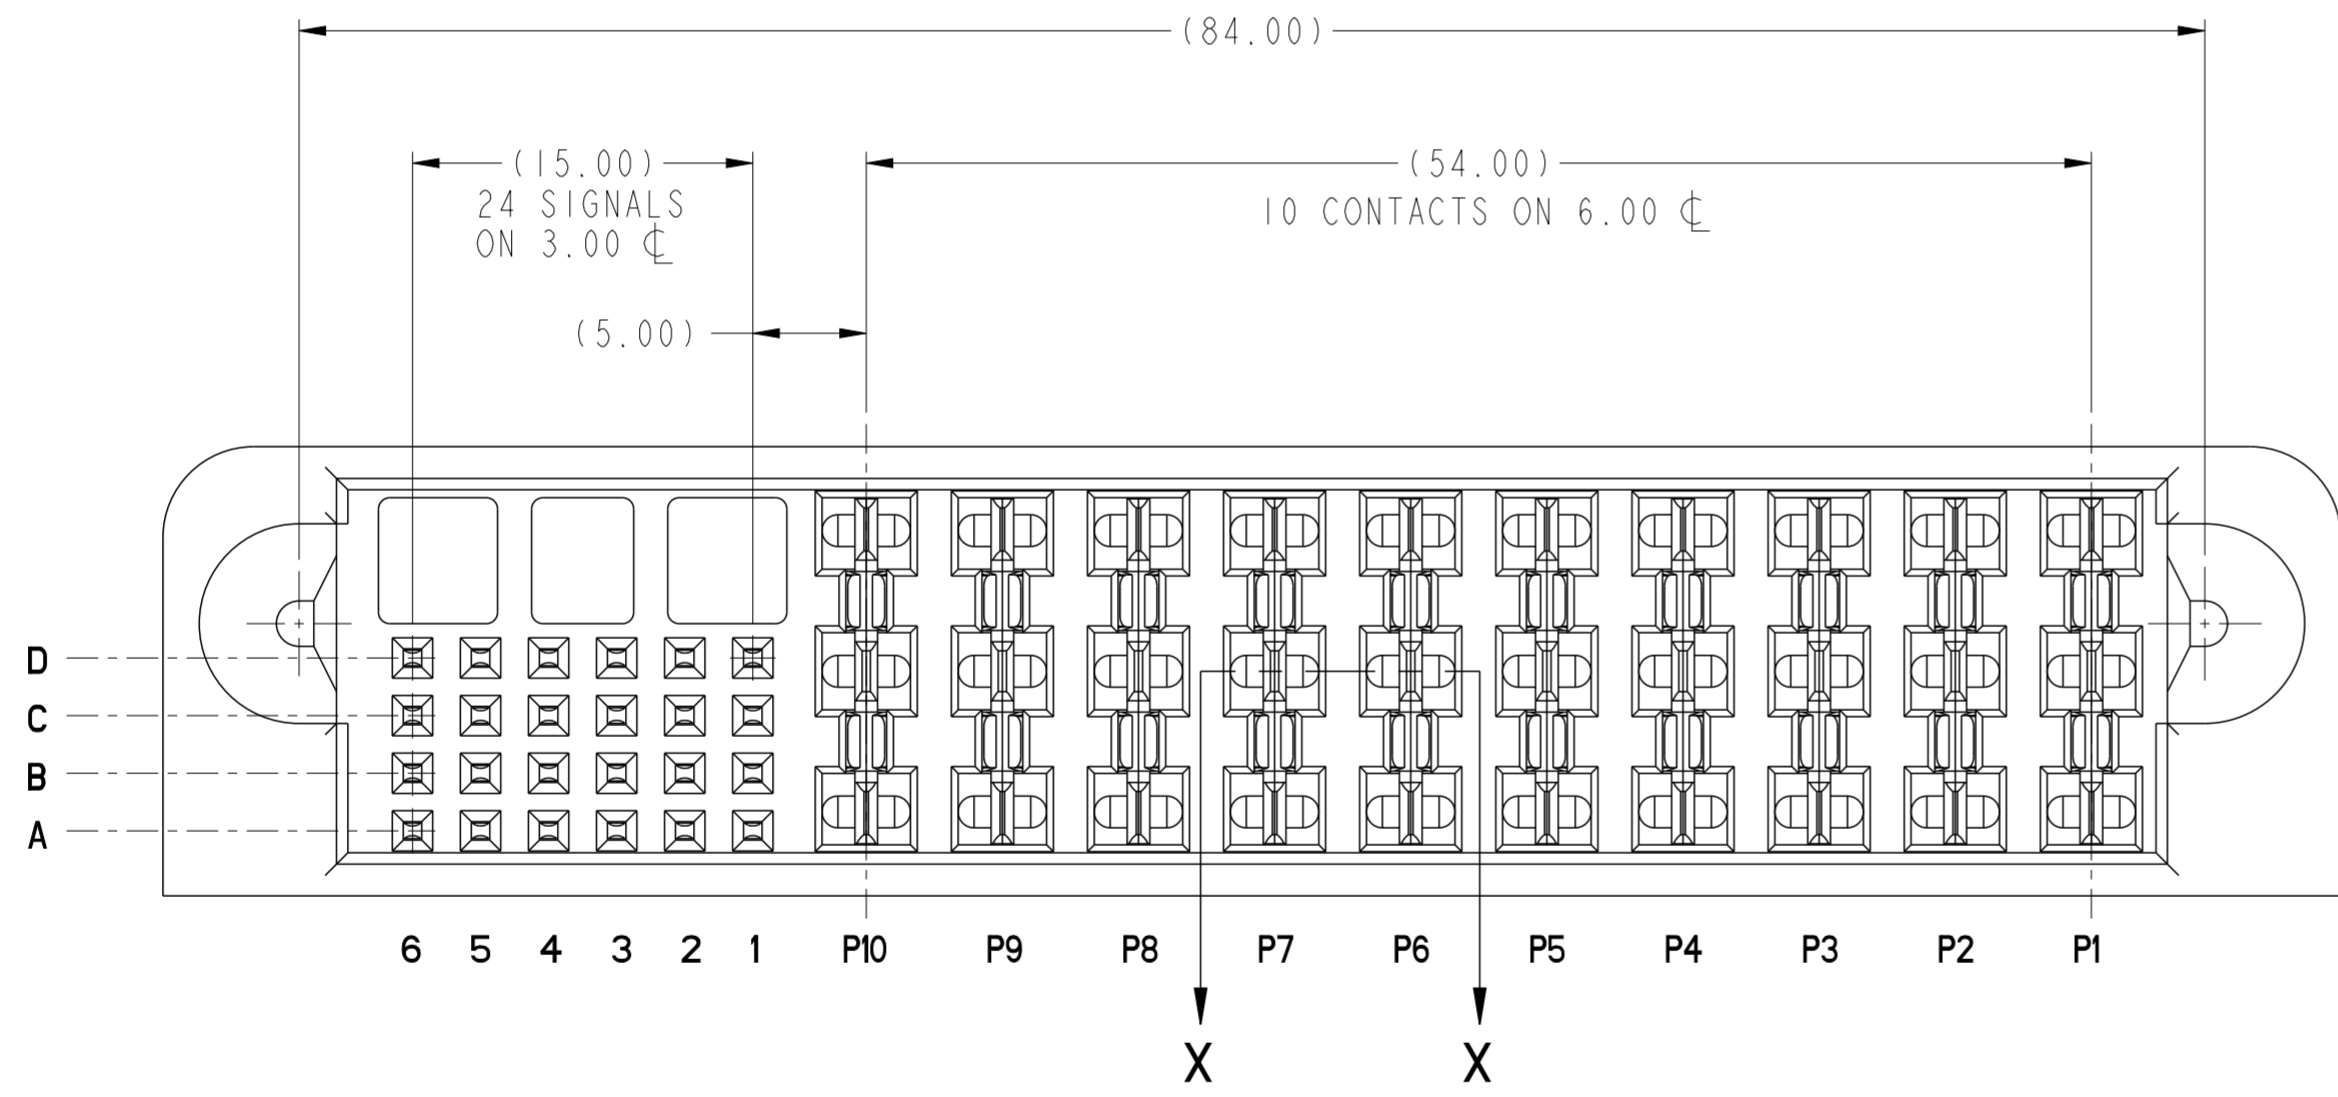 (84.00)
(15.00)
24 SIGNALS
ON 3.00 ℄
(54.00)
10 CONTACTS ON 6.00 ℄
(5.00)
D
C
B
A
6 5 4 3 2 1 P10 P9 P8 P7 P6 P5 P4 P3 P2 P1
X X